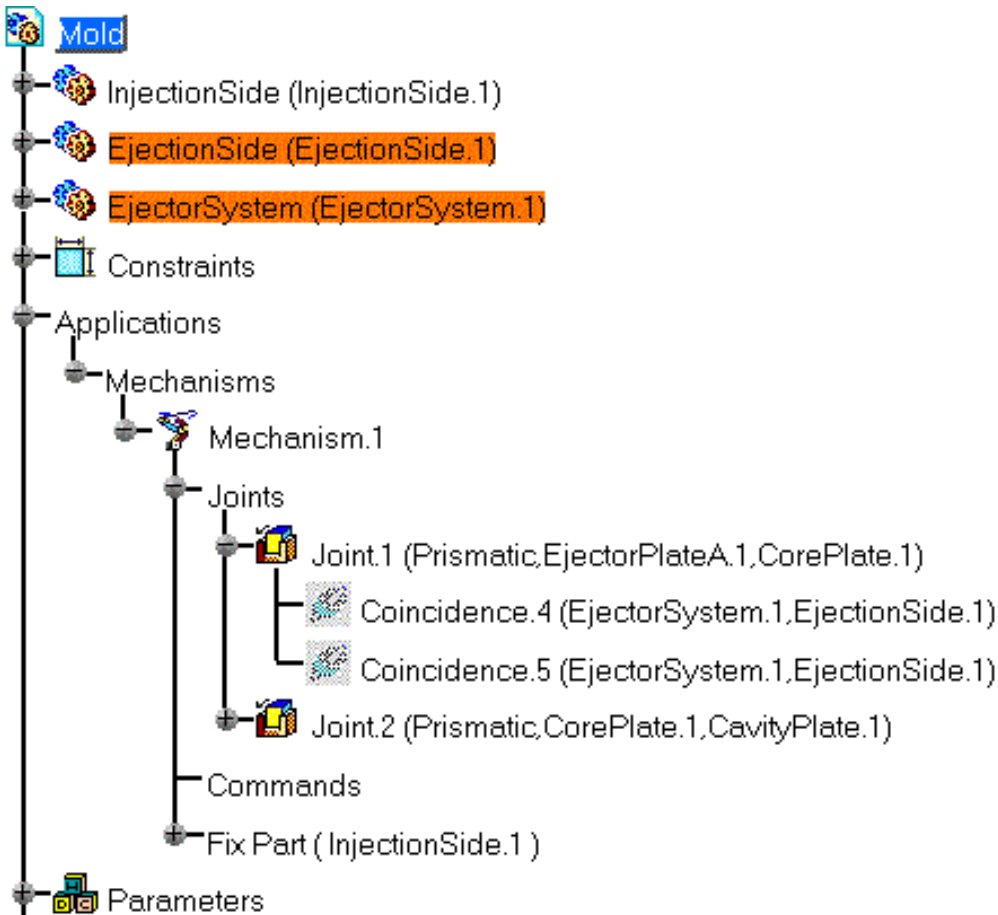 Mold
InjectionSide (InjectionSide.1)
EjectionSide (EjectionSide.1)
EjectorSystem (EjectorSystem.1)
Constraints
Applications
Mechanisms
Mechanism.1
Joints
Joint.1 (Prismatic,EjectorPlateA.1,CorePlate.1)
Coincidence.4 (EjectorSystem.1,EjectionSide.1)
Coincidence.5 (EjectorSystem.1,EjectionSide.1)
Joint.2 (Prismatic,CorePlate.1,CavityPlate.1)
Commands
Fix Part ( InjectionSide.1 )
Parameters